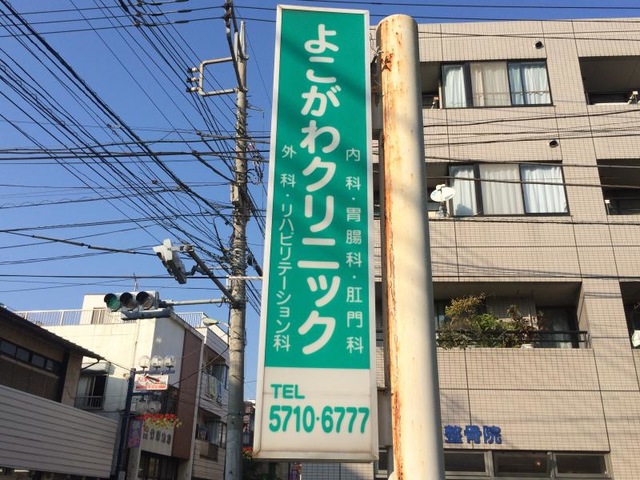 よこがわクリニック
内科・胃腸科・肛門科
外科・リハビリテーション科
TEL
5710-6777
整骨院